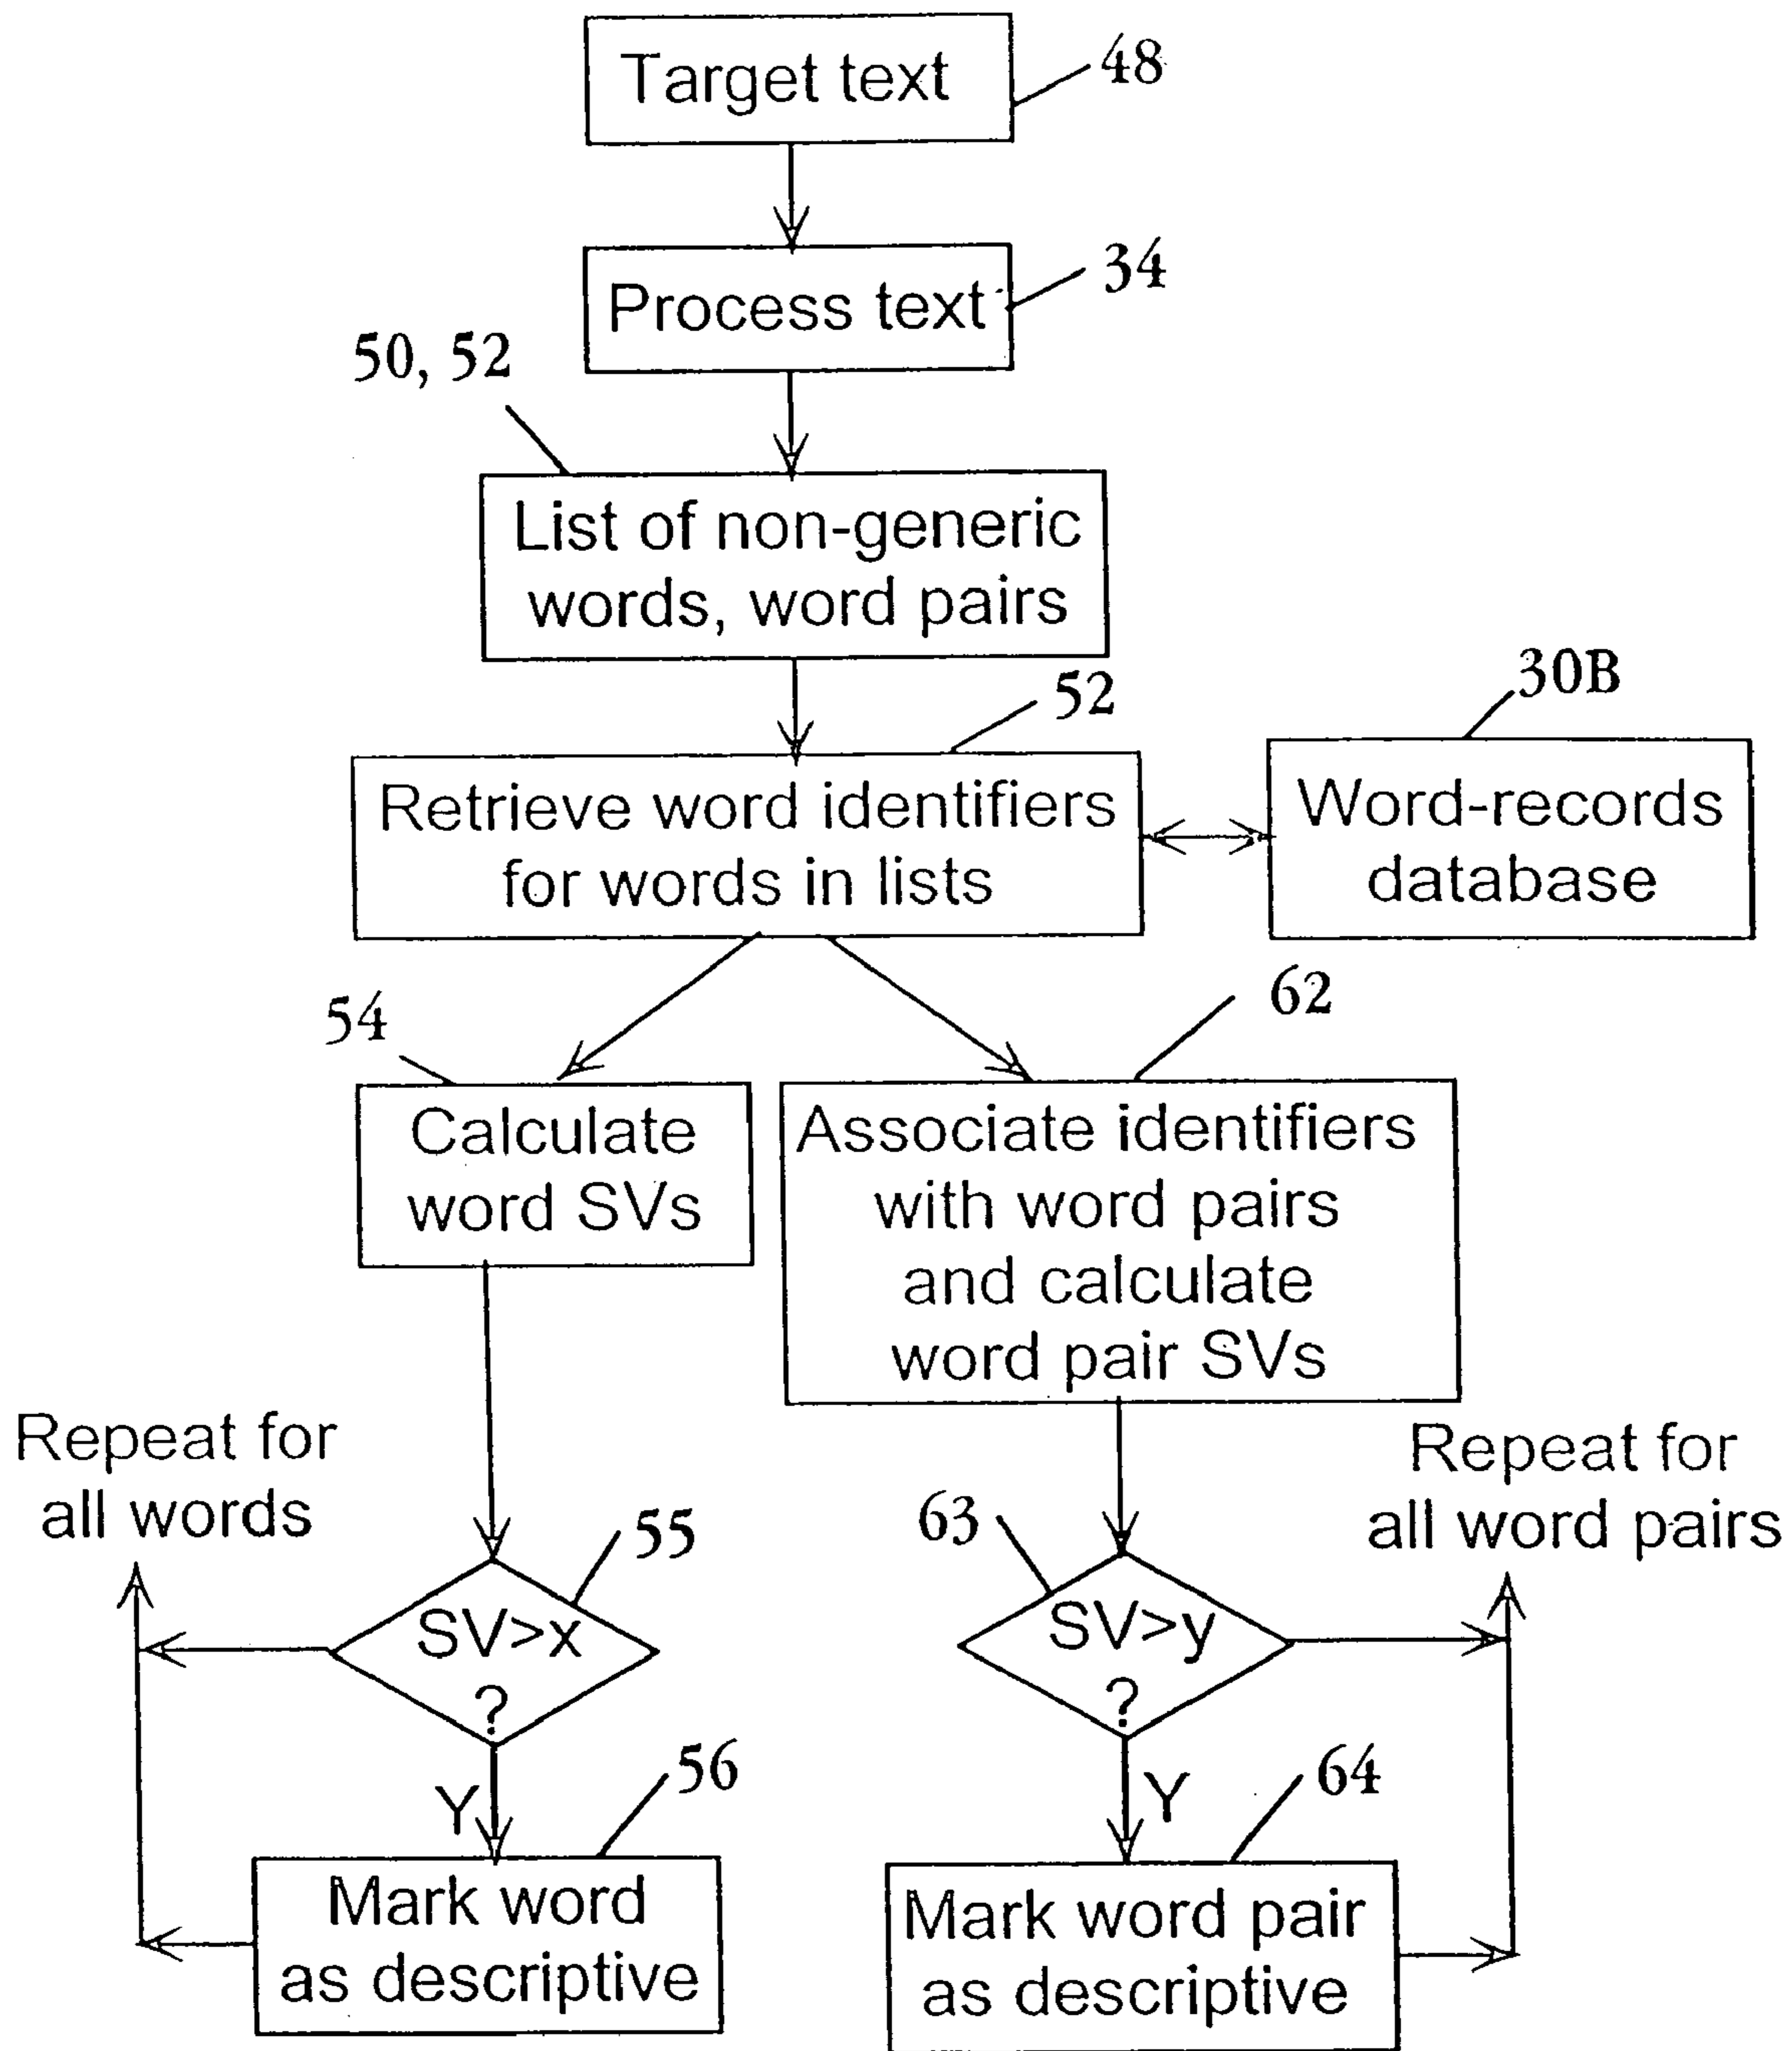 Target text
48
Process text
34
50, 52
List of non-generic
words, word pairs
52
30B
Retrieve word identifiers
for words in lists
Word-records
database
54
62
Calculate
word SVs
Associate identifiers
with word pairs
and calculate
word pair SVs
Repeat for
all words
Repeat for
all word pairs
55
63
SV>x
?
SV>y
?
Y
56
Y
64
Mark word
as descriptive
Mark word pair
as descriptive